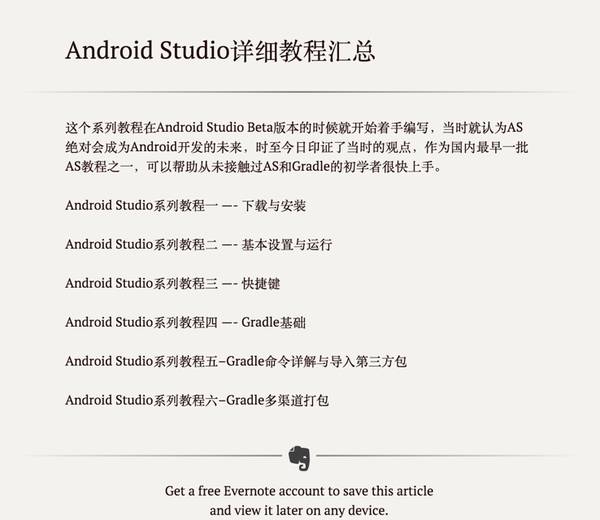 Android Studio详细教程汇总
这个系列教程在Android Studio Beta版本的时候就开始着手编写，当时就认为AS
绝对会成为Android开发的未来，时至今日印证了当时的观点，作为国内最早一批
AS教程之一，可以帮助从未接触过AS和Gradle的初学者很快上手。
Android Studio系列教程一 —- 下载与安装
Android Studio系列教程二 —- 基本设置与运行
Android Studio系列教程三 —- 快捷键
Android Studio系列教程四 —- Gradle基础
Android Studio系列教程五–Gradle命令详解与导入第三方包
Android Studio系列教程六–Gradle多渠道打包
Get a free Evernote account to save this article
and view it later on any device.